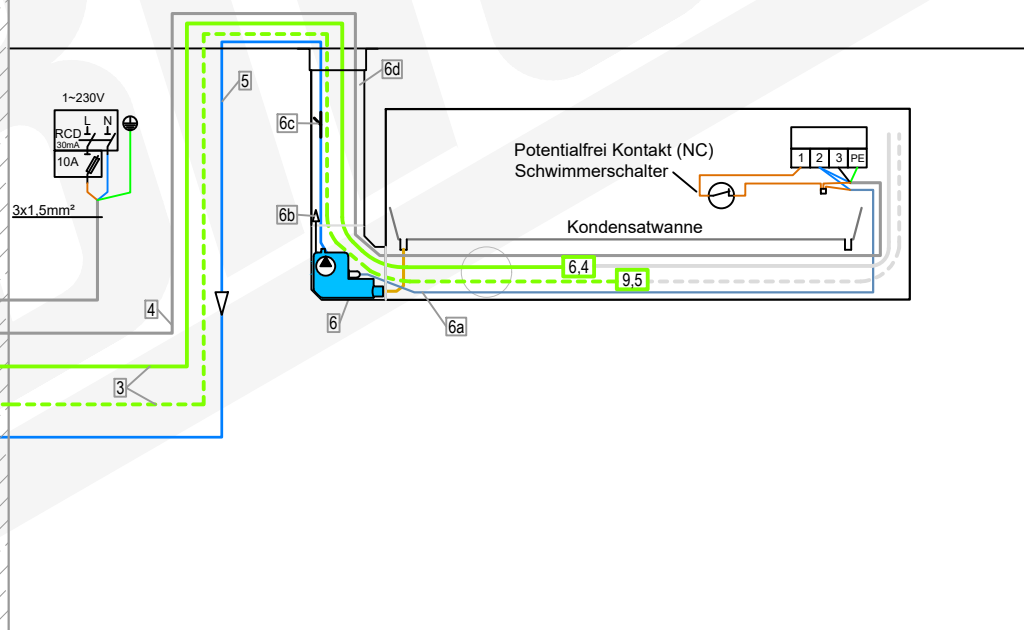 5
6d
1~230V
L N
RCD
30mA
10A
6c
Potentialfrei Kontakt (NC)
Schwimmerschalter
1 2 3 PE
3x1,5mm²
6b
Kondensatwanne
6,4
9,5
4
6
6a
3